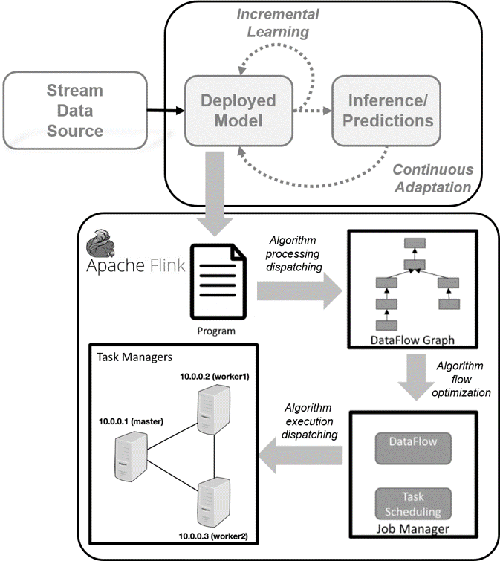 Incremental
Learning
Stream
Data
Source
Deployed
Model
Inference/
Predictions
Continuous
Adaptation
Apache Flink
Program
Algorithm
processing
dispatching
DataFlow Graph
Algorithm
flow
optimization
Task Managers
10.0.0.2 (worker1)
10.0.0.1 (master)
10.0.0.3 (worker2)
Algorithm
execution
dispatching
DataFlow
Task
Scheduling
Job Manager